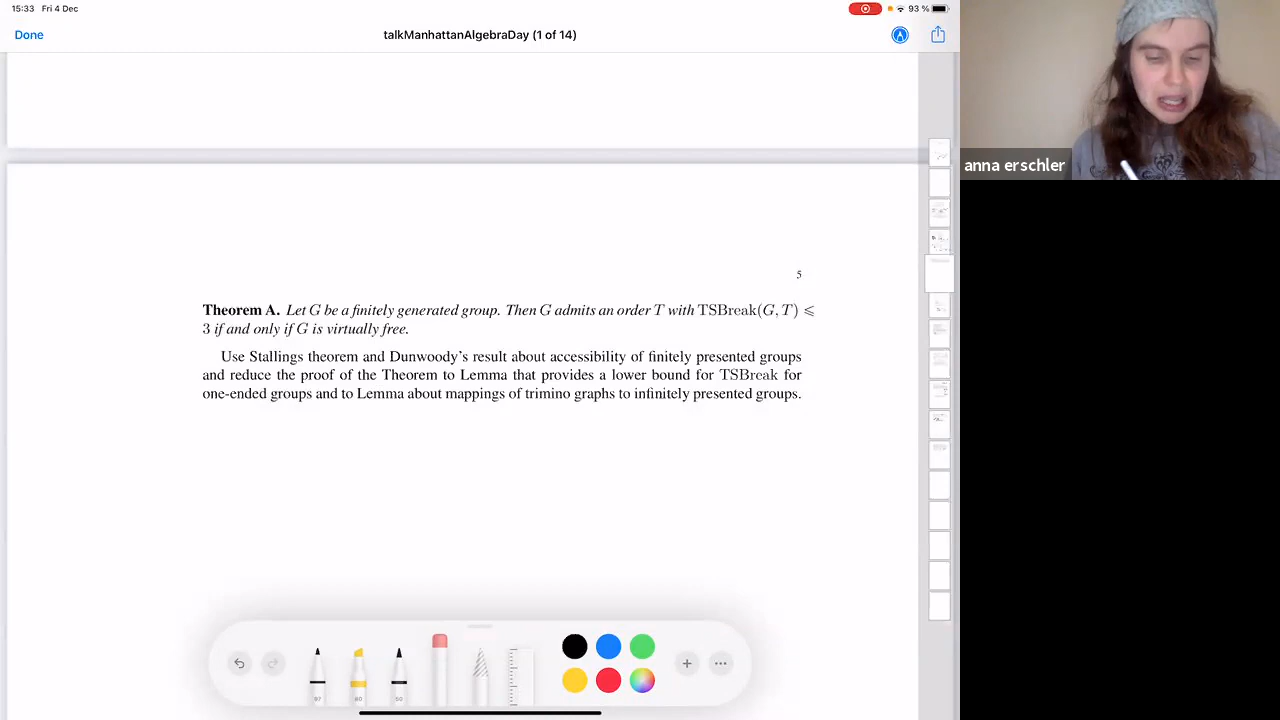 15:33 Fri 4 Dec
93 %
Done
talkManhattanAlgebraDay (1 of 14)
anna erschler
5
Theorem A. Let G be a finitely generated group. Then G admits an order T with TSBreak(G, T) ⩽
3 if and only if G is virtually free.
Use Stallings theorem and Dunwoody's result about accessibility of finitely presented groups
and reduce the proof of the Theorem to Lemma that provides a lower bound for TSBreak for
one-ended groups and to Lemma about mappings of trimino graphs to infinitely presented groups.
97
80
50